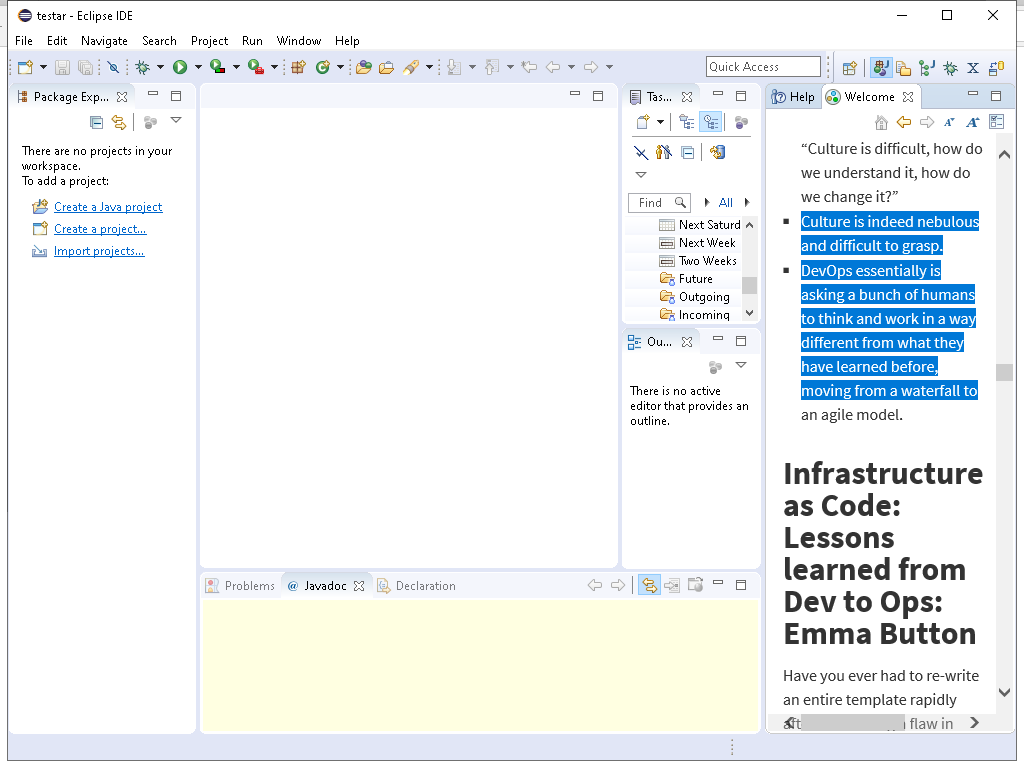 testar - Eclipse IDE
File Edit Navigate Search Project Run Window Help
Quick Access
Package Exp...
There are no projects in your
workspace.
To add a project:
Create a Java project
Create a project...
Import projects...
Tas...
Find
All
Next Saturd
Next Week
Two Weeks
Future
Outgoing
Incoming
Ou...
There is no active
editor that provides an
outline.
Problems @ Javadoc Declaration
Help Welcome
“Culture is difficult, how do
we understand it, how do
we change it?”
Culture is indeed nebulous
and difficult to grasp.
DevOps essentially is
asking a bunch of humans
to think and work in a way
different from what they
have learned before,
moving from a waterfall to
an agile model.
Infrastructure
as Code:
Lessons
learned from
Dev to Ops:
Emma Button
Have you ever had to re-write
an entire template rapidly
flaw in